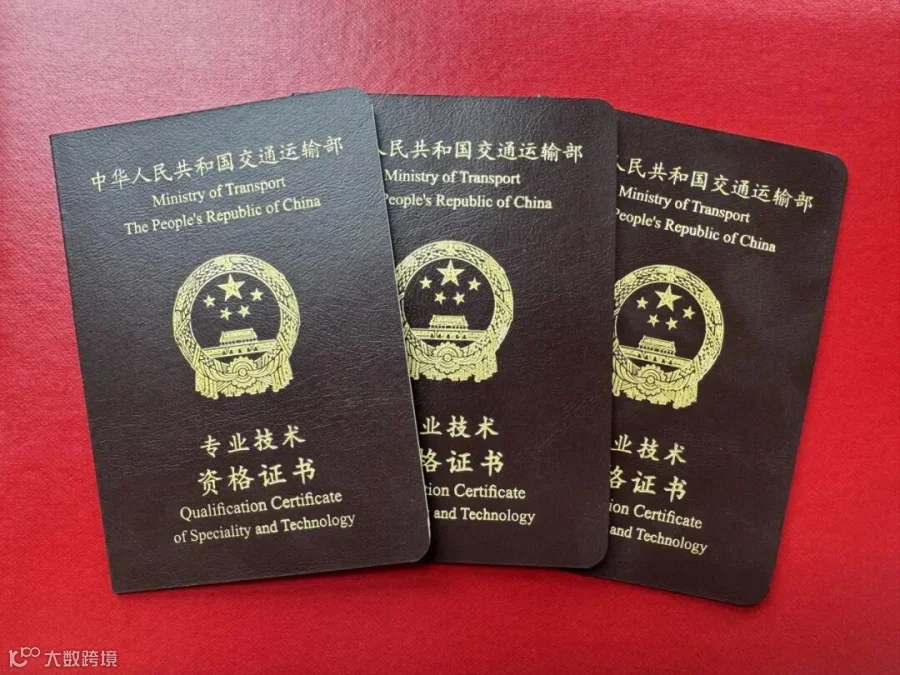 中华人民共和国交通运输部
Ministry of Transport
The People's Republic of China
专业技术
资格证书
Qualification Certificate
of Speciality and Technology
人民共和国交通运输部
Ministry of Transport
People's Republic of China
业技术
格证书
tion Certificate
and Technology
人民共和国交通运输部
Ministry of Transport
People's Republic of China
业技术
格证书
tion Certificate
and Technology
大数跨境